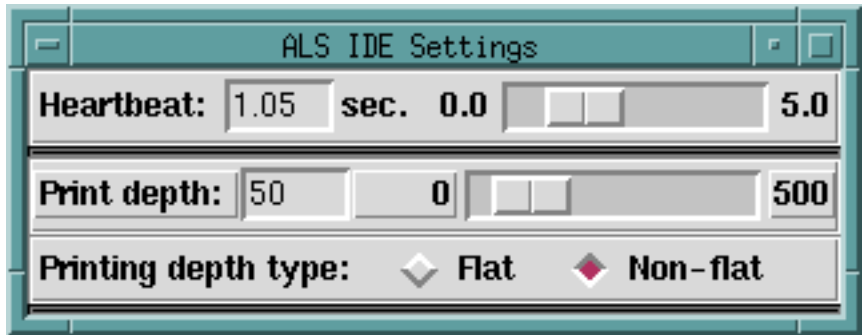 ALS IDE Settings
Heartbeat: 1.05 sec. 0.0 5.0
Print depth: 50 0 500
Printing depth type: Flat Non-flat